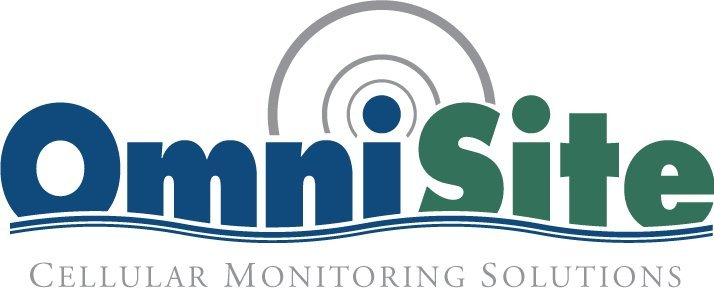 OmniSite
CELLULAR MONITORING SOLUTIONS